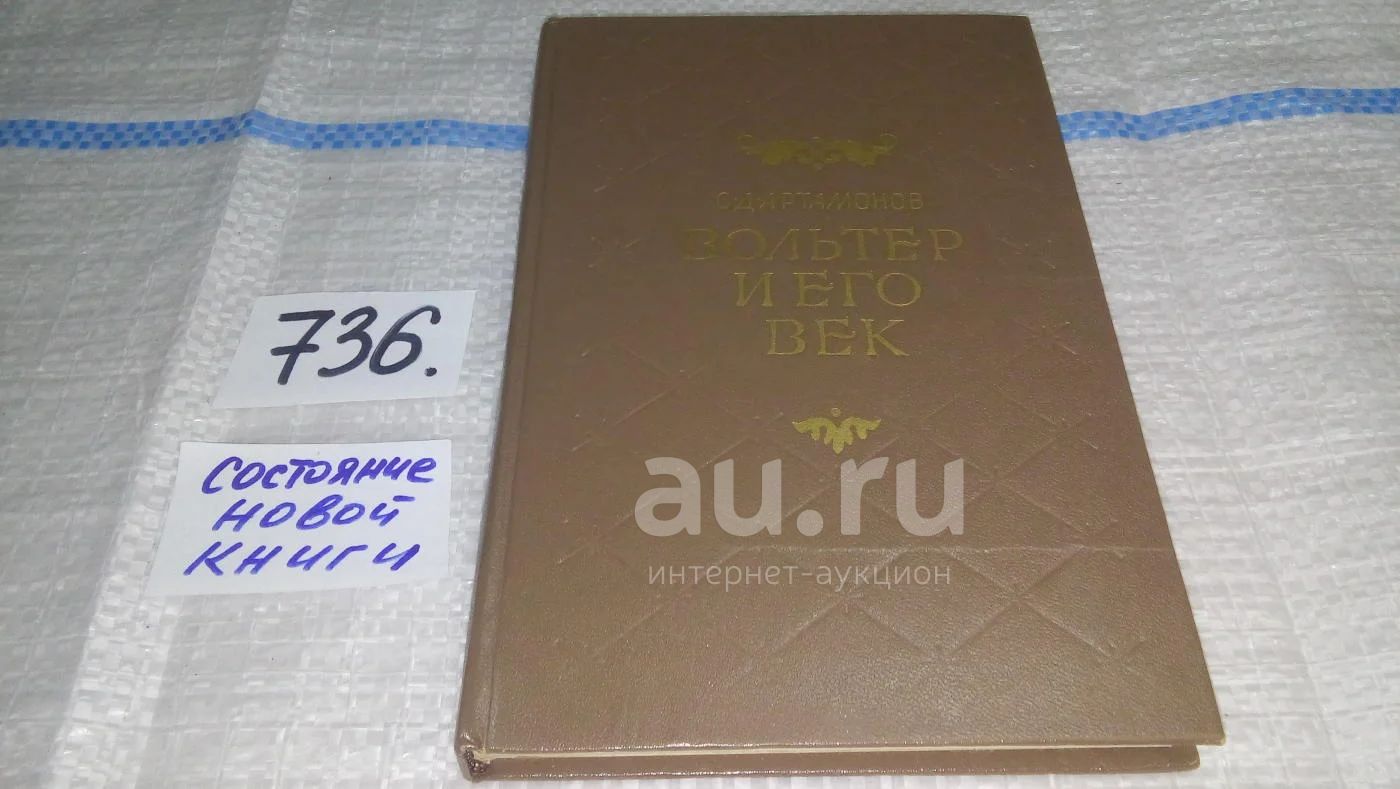 С.Д.АРТАМОНОВ
ВОЛЬТЕР
И ЕГО
ВЕК
736.
состояние
новой
книги
au.ru
интернет-аукцион